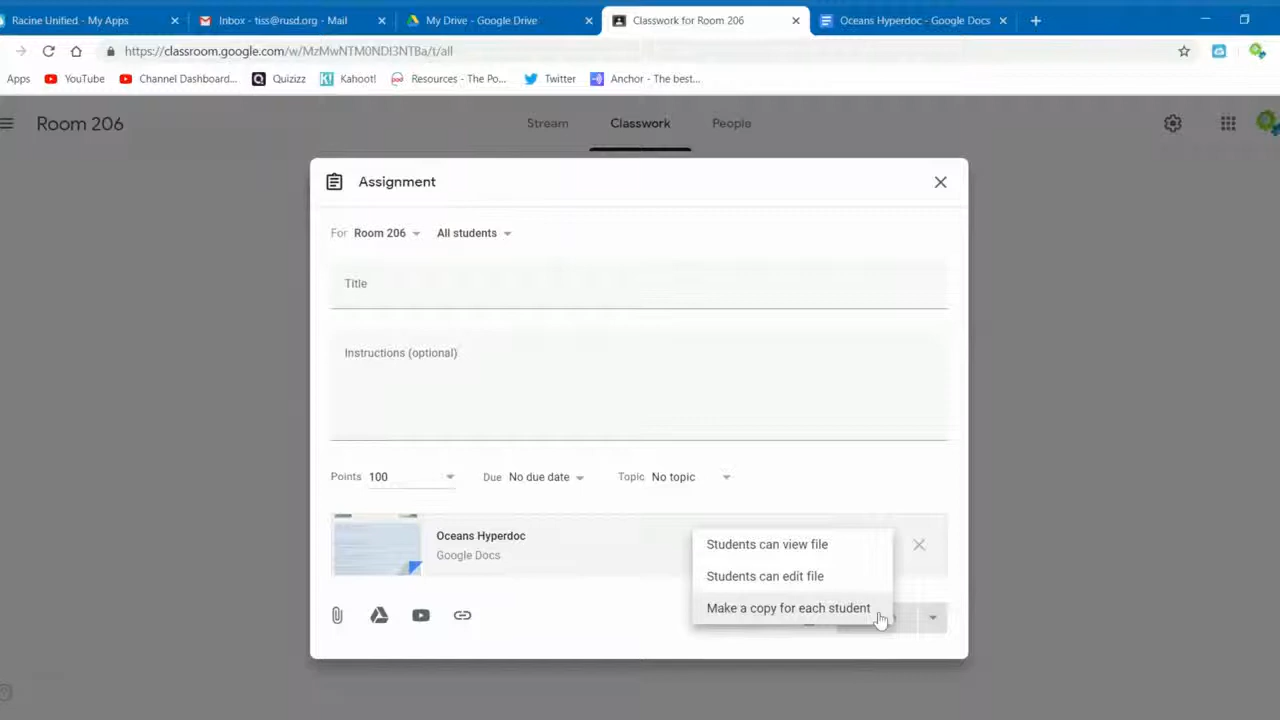 Racine Unified - My Apps
Inbox - tiss@rusd.org - Mail
My Drive - Google Drive
Classwork for Room 206
Oceans Hyperdoc - Google Docs
https://classroom.google.com/w/MzMwNTM0NDI3NTBa/t/all
Apps
YouTube
Channel Dashboard...
Quizizz
Kahoot!
Resources - The Po...
Twitter
Anchor - The best...
Room 206
Stream
Classwork
People
Assignment
For Room 206
All students
Title
Instructions (optional)
Points 100
Due No due date
Topic No topic
Oceans Hyperdoc
Google Docs
Students can view file
Students can edit file
Make a copy for each student